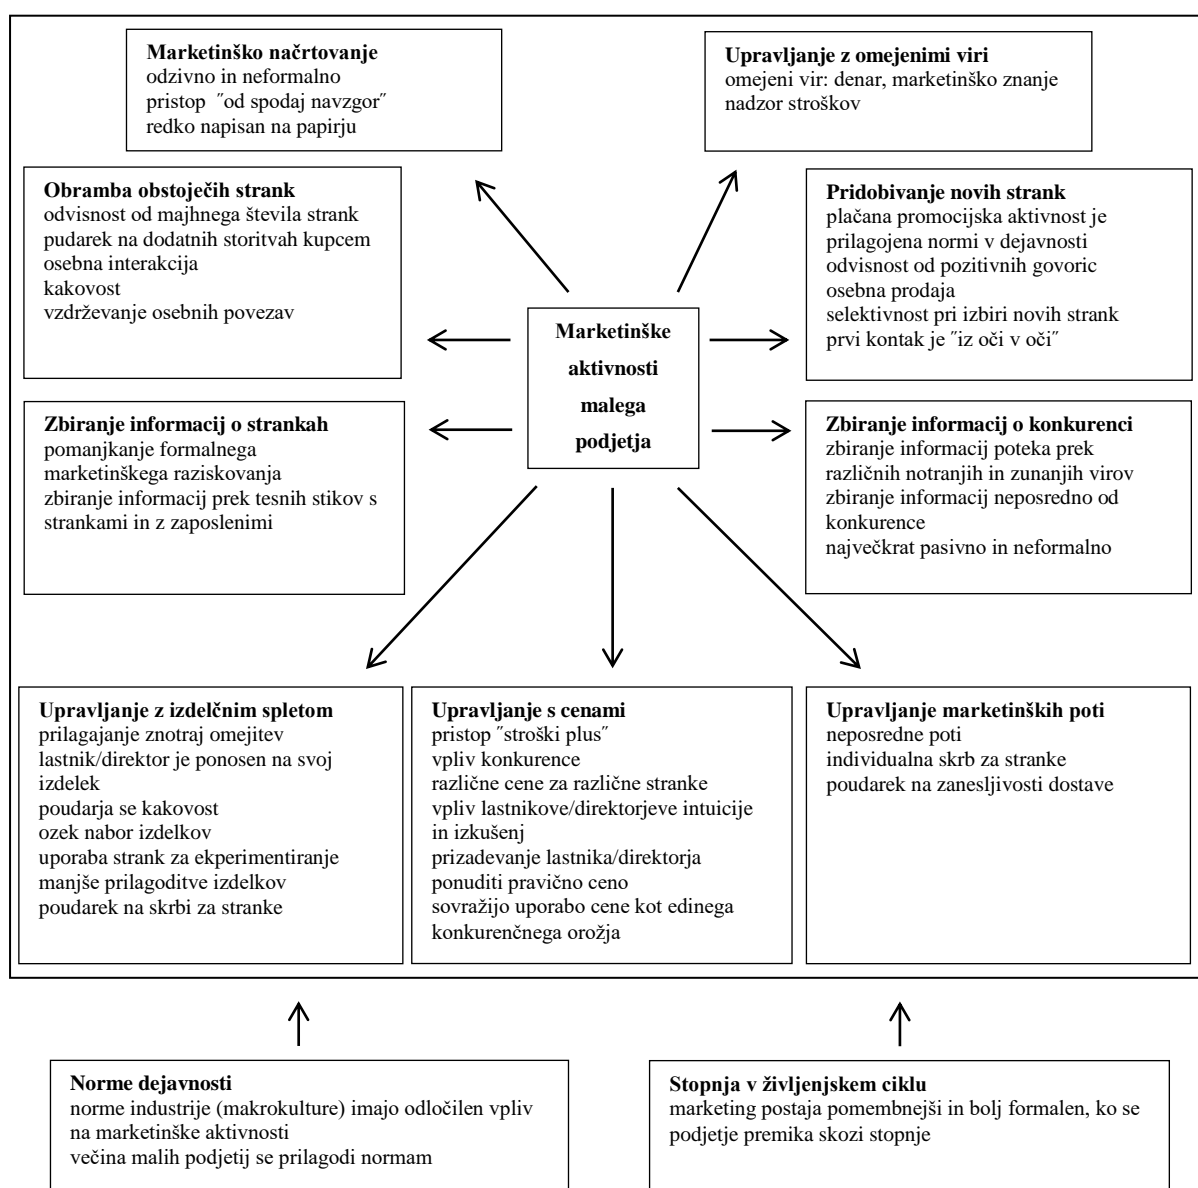 Marketinško načrtovanje
odzivno in neformalno
pristop ˝od spodaj navzgor˝
redko napisan na papirju
Upravljanje z omejenimi viri
omejeni vir: denar, marketinško znanje
nadzor stroškov
Obramba obstoječih strank
odvisnost od majhnega števila strank
pudarek na dodatnih storitvah kupcem
osebna interakcija
kakovost
vzdrževanje osebnih povezav
Pridobivanje novih strank
plačana promocijska aktivnost je
prilagojena normi v dejavnosti
odvisnost od pozitivnih govoric
osebna prodaja
selektivnost pri izbiri novih strank
prvi kontak je ˝iz oči v oči˝
Marketinške
aktivnosti
malega
podjetja
Zbiranje informacij o strankah
pomanjkanje formalnega
marketinškega raziskovanja
zbiranje informacij prek tesnih stikov s
strankami in z zaposlenimi
Zbiranje informacij o konkurenci
zbiranje informacij poteka prek
različnih notranjih in zunanjih virov
zbiranje informacij neposredno od
konkurence
največkrat pasivno in neformalno
Upravljanje z izdelčnim spletom
prilagajanje znotraj omejitev
lastnik/direktor je ponosen na svoj
izdelek
poudarja se kakovost
ozek nabor izdelkov
uporaba strank za ekperimentiranje
manjše prilagoditve izdelkov
poudarek na skrbi za stranke
Upravljanje s cenami
pristop ˝stroški plus˝
vpliv konkurence
različne cene za različne stranke
vpliv lastnikove/direktorjeve intuicije
in izkušenj
prizadevanje lastnika/direktorja
ponuditi pravično ceno
sovražijo uporabo cene kot edinega
konkurenčnega orožja
Upravljanje marketinških poti
neposredne poti
individualna skrb za stranke
poudarek na zanesljivosti dostave
Norme dejavnosti
norme industrije (makrokulture) imajo odločilen vpliv
na marketinške aktivnosti
večina malih podjetij se prilagodi normam
Stopnja v življenjskem ciklu
marketing postaja pomembnejši in bolj formalen, ko se
podjetje premika skozi stopnje